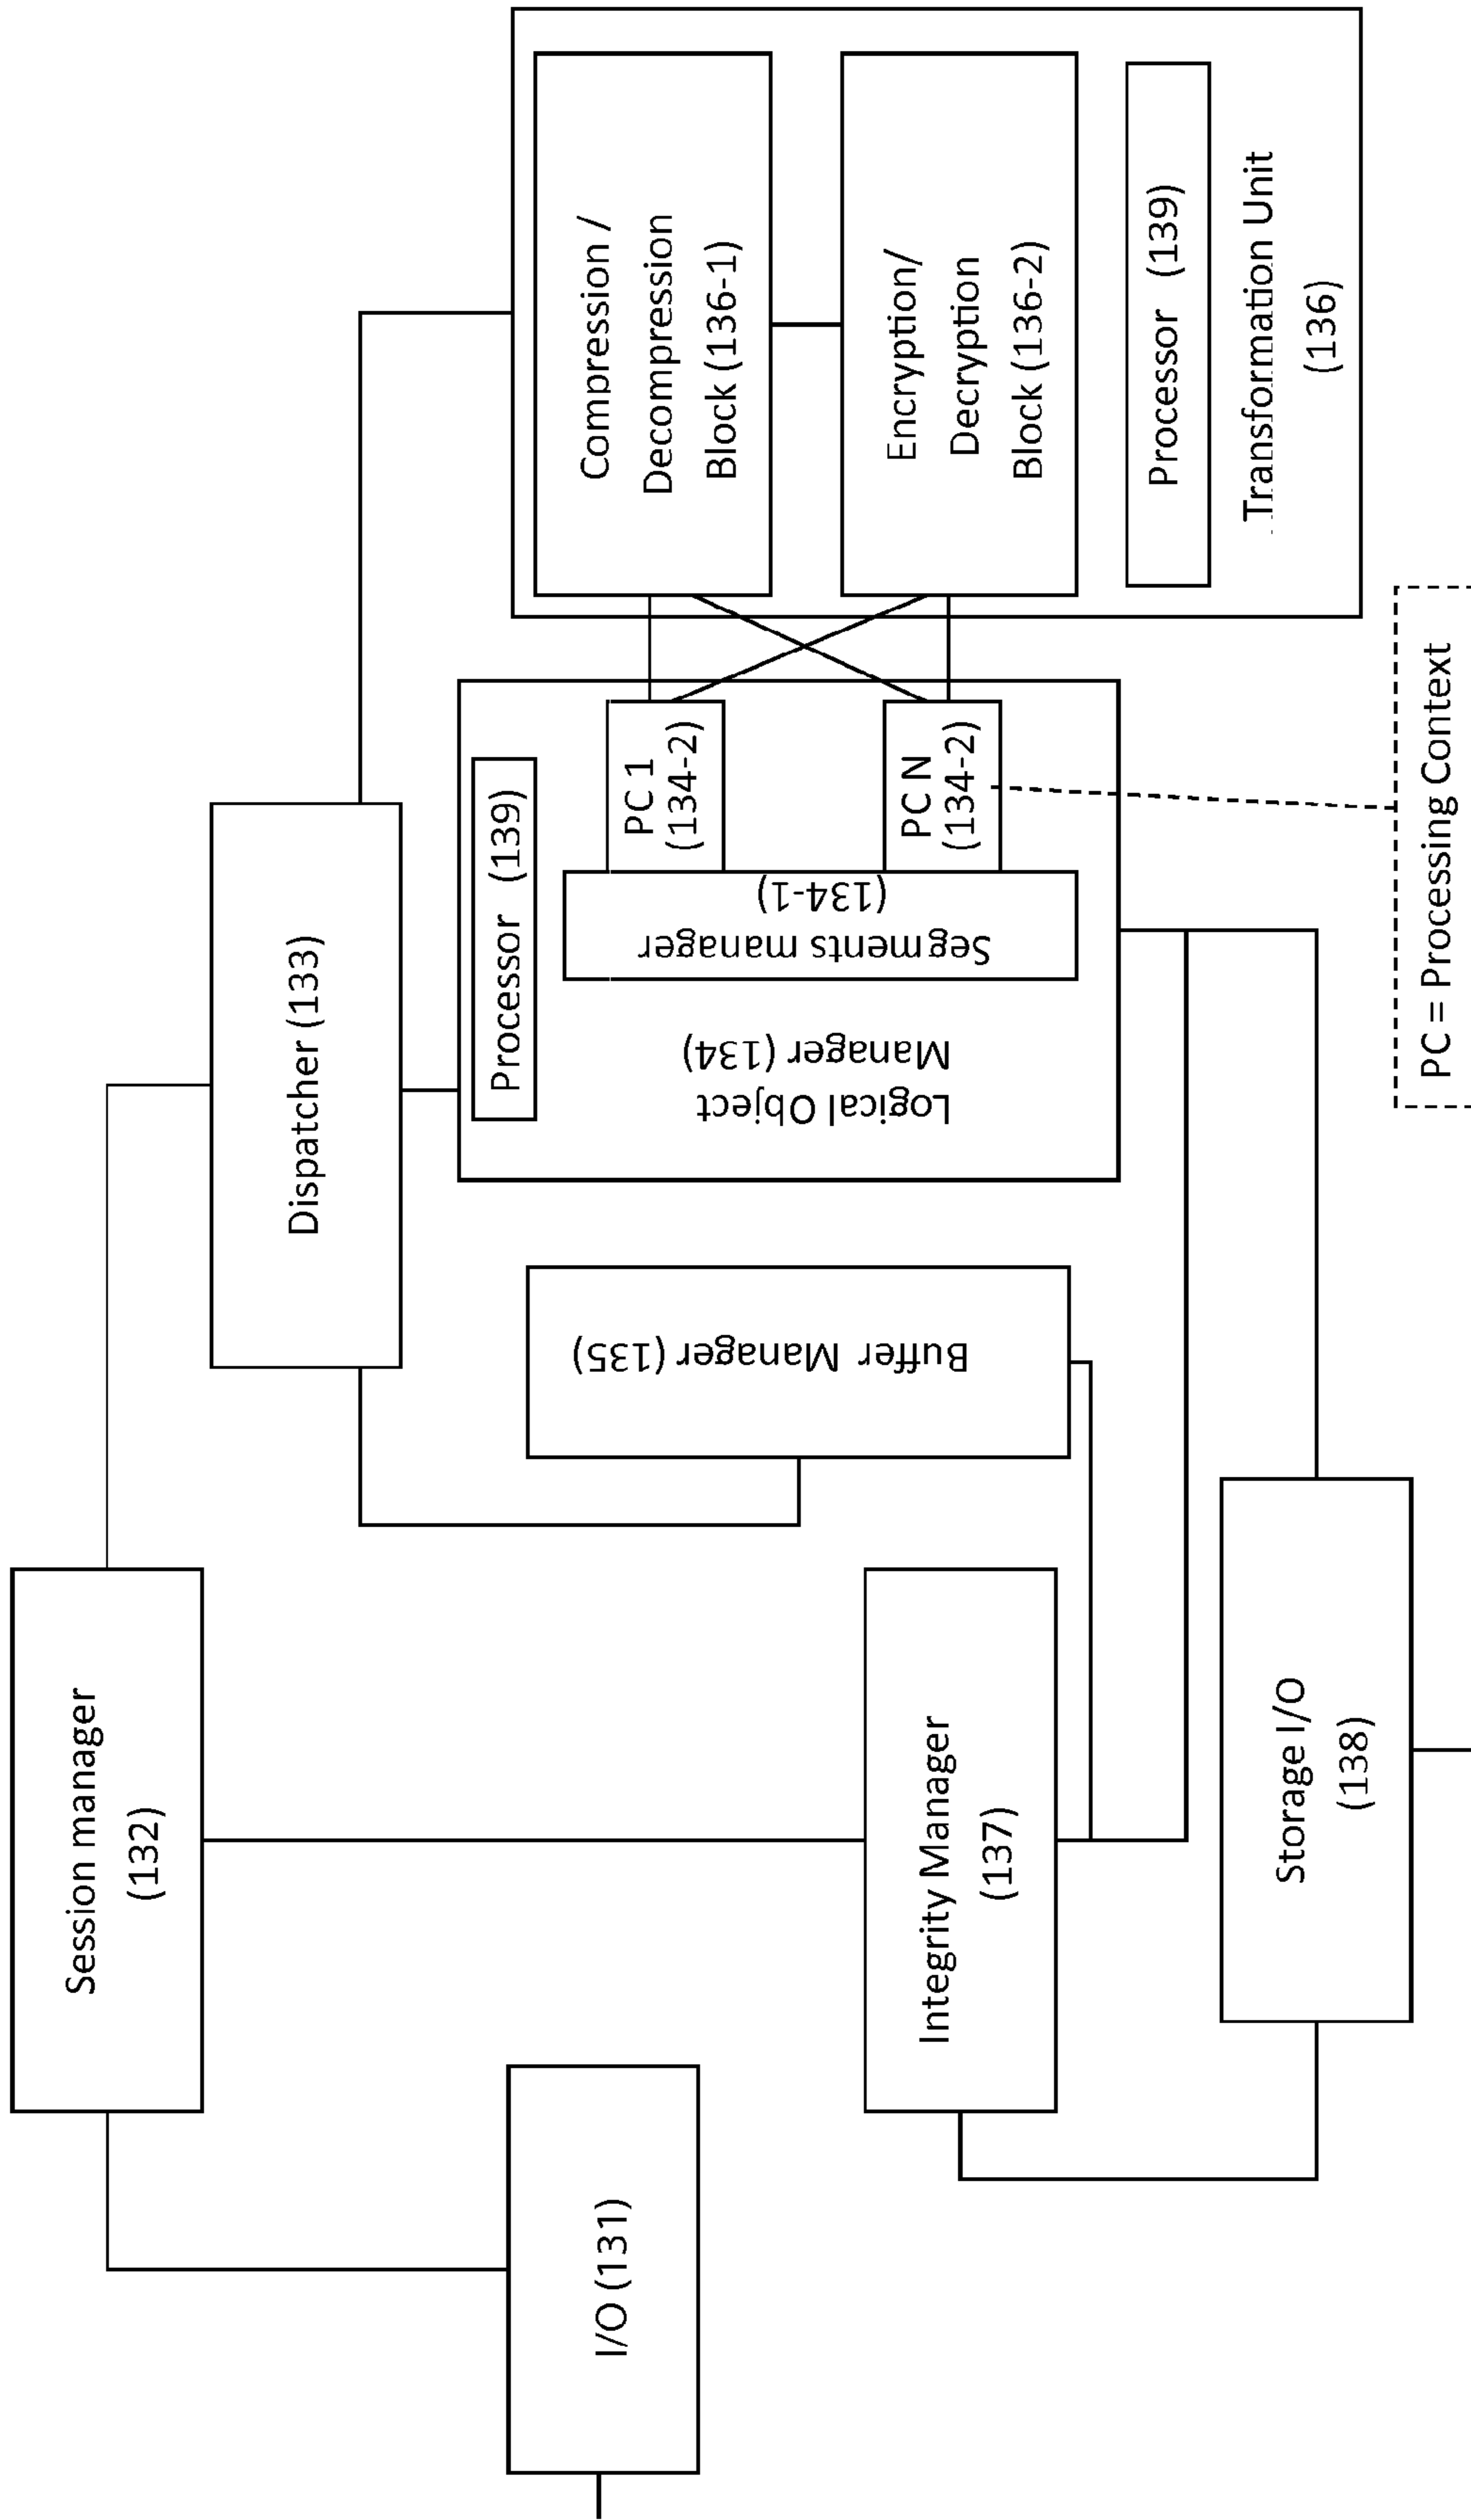 I/O (131)
Session manager
(132)
Integrity Manager
(137)
Storage I/O
(138)
Dispatcher (133)
Buffer Manager (135)
Logical Object
Manager (134)
Processor (139)
Segments manager
(134-1)
PC 1
(134-2)
PC N
(134-2)
PC = Processing Context
Compression /
Decompression
Block (136-1)
Encryption/
Decryption
Block (136-2)
Processor (139)
Transformation Unit
(136)